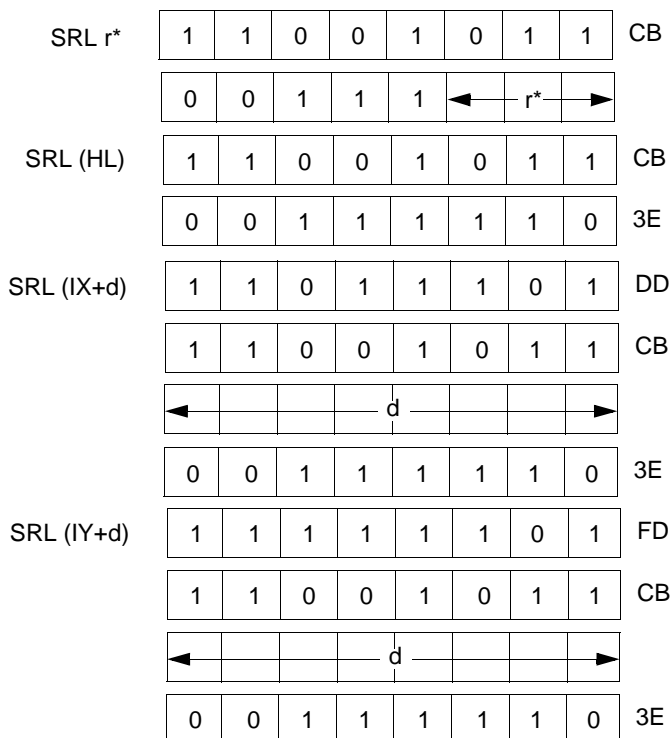 SRL r* 1 1 0 0 1 0 1 1 CB
0 0 1 1 1 r*
SRL (HL) 1 1 0 0 1 0 1 1 CB
0 0 1 1 1 1 1 0 3E
SRL (IX+d) 1 1 0 1 1 1 0 1 DD
1 1 0 0 1 0 1 1 CB
d
0 0 1 1 1 1 1 0 3E
SRL (IY+d) 1 1 1 1 1 1 0 1 FD
1 1 0 0 1 0 1 1 CB
d
0 0 1 1 1 1 1 0 3E